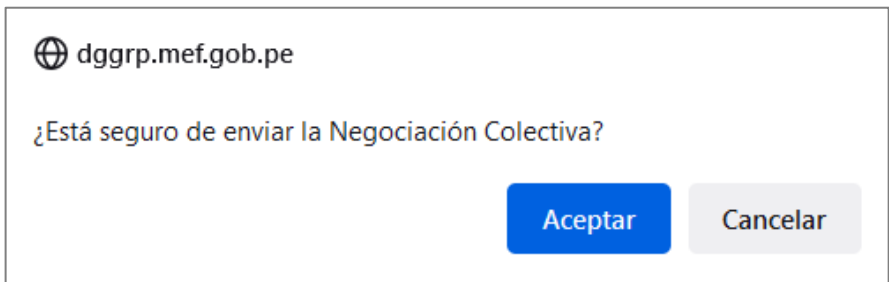 dggrp.mef.gob.pe
¿Está seguro de enviar la Negociación Colectiva?
Aceptar Cancelar